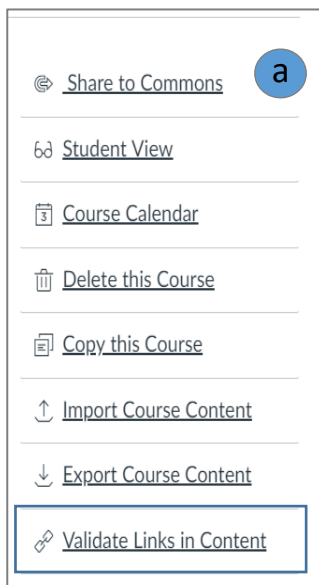 a
Share to Commons
Student View
3 Course Calendar
Delete this Course
Copy this Course
Import Course Content
Export Course Content
Validate Links in Content